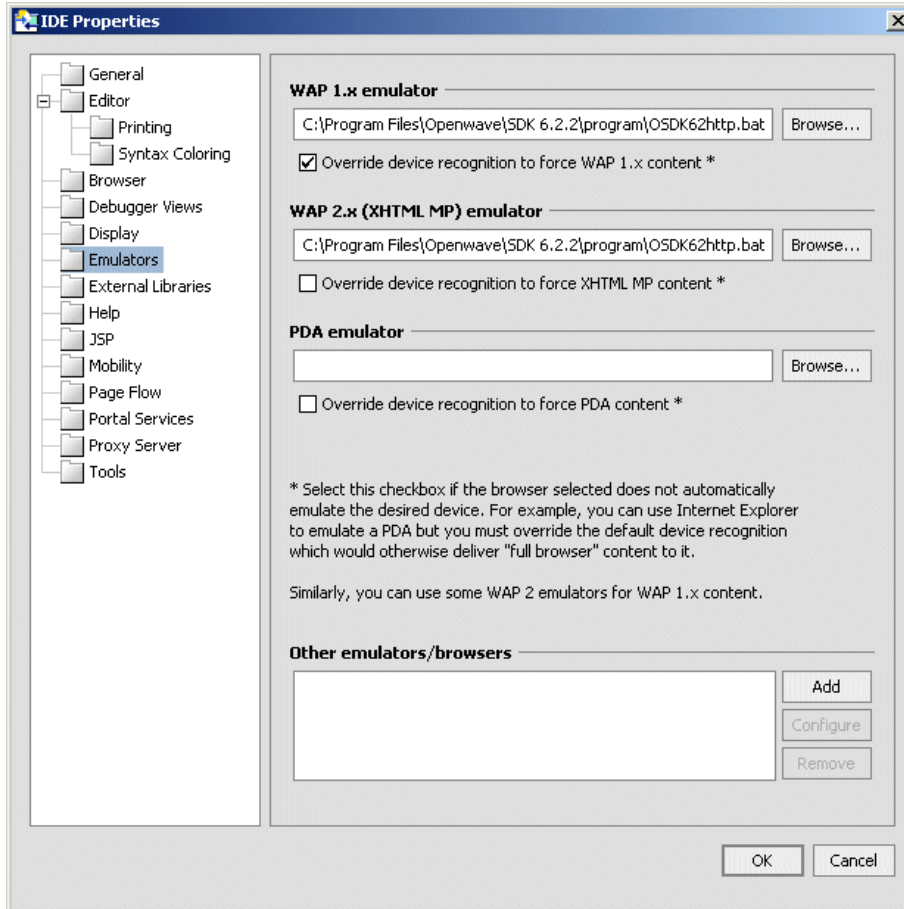 IDE Properties
General
Editor
Printing
Syntax Coloring
Browser
Debugger Views
Display
Emulators
External Libraries
Help
JSP
Mobility
Page Flow
Portal Services
Proxy Server
Tools
WAP 1.x emulator
C:\Program Files\Openwave\SDK 6.2.2\program\OSDK62http.bat Browse...
Override device recognition to force WAP 1.x content *
WAP 2.x (XHTML MP) emulator
C:\Program Files\Openwave\SDK 6.2.2\program\OSDK62http.bat Browse...
Override device recognition to force XHTML MP content *
PDA emulator
Browse...
Override device recognition to force PDA content *
* Select this checkbox if the browser selected does not automatically
emulate the desired device. For example, you can use Internet Explorer
to emulate a PDA but you must override the default device recognition
which would otherwise deliver "full browser" content to it.
Similarly, you can use some WAP 2 emulators for WAP 1.x content.
Other emulators/browsers
Add
Configure
Remove
OK Cancel